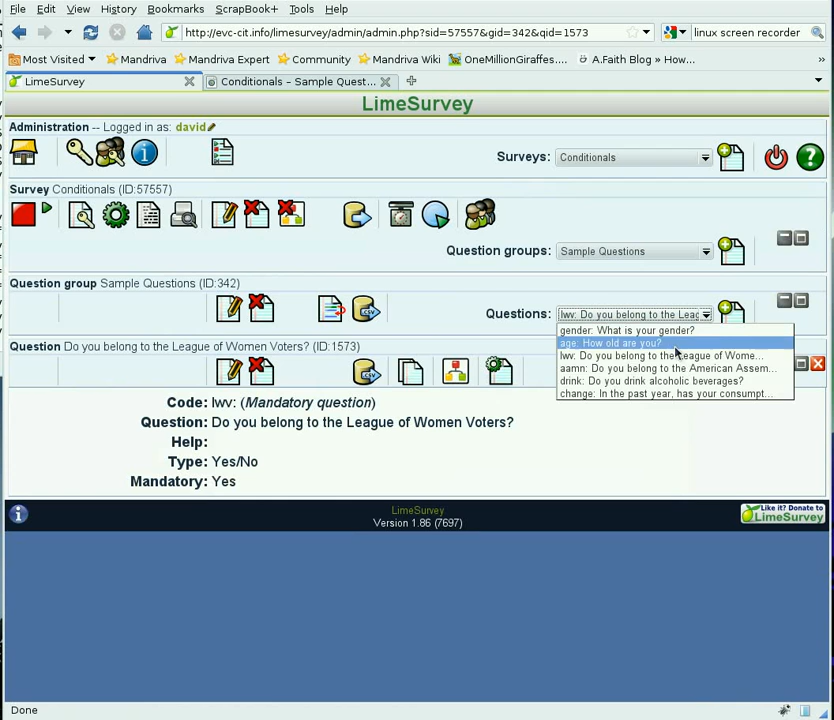 File Edit View History ScrapBook+ Tools Help
http://evc-cit.info/limesurvey/admin/admin.php?sid=57557&gid=342&qid=1573
linux screen recorder
Most Visited Mandriva Mandriva Expert Community Mandriva Wiki OneMillionGiraffes.... A.Faith Blog » How...
LimeSurvey
Conditionals – Sample Quest...
LimeSurvey
Administration -- Logged in as: david
Surveys: Conditionals
Survey Conditionals (ID:57557)
Question groups: Sample Questions
Question group Sample Questions (ID:342)
Questions: lwv: Do you belong to the Leag
gender: What is your gender?
age: How old are you?
lwv: Do you belong to the League of Wome...
aamn: Do you belong to the American Assem...
drink: Do you drink alcoholic beverages?
change: In the past year, has your consumpt...
Question Do you belong to the League of Women Voters? (ID:1573)
Code: lwv: (Mandatory question)
Question: Do you belong to the League of Women Voters?
Help:
Type: Yes/No
Mandatory: Yes
LimeSurvey
Version 1.86 (7697)
Like it? Donate to
LimeSurvey
Done